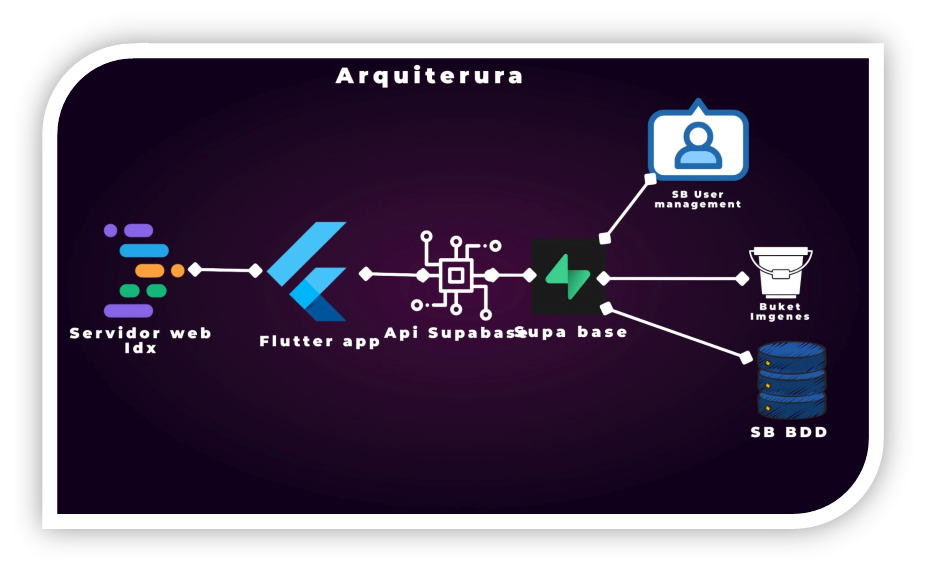 Arquiterura
SB User
management
Servidor web
Idx
Flutter app
Api Supabase
Supa base
Buket
Imgenes
SB BDD